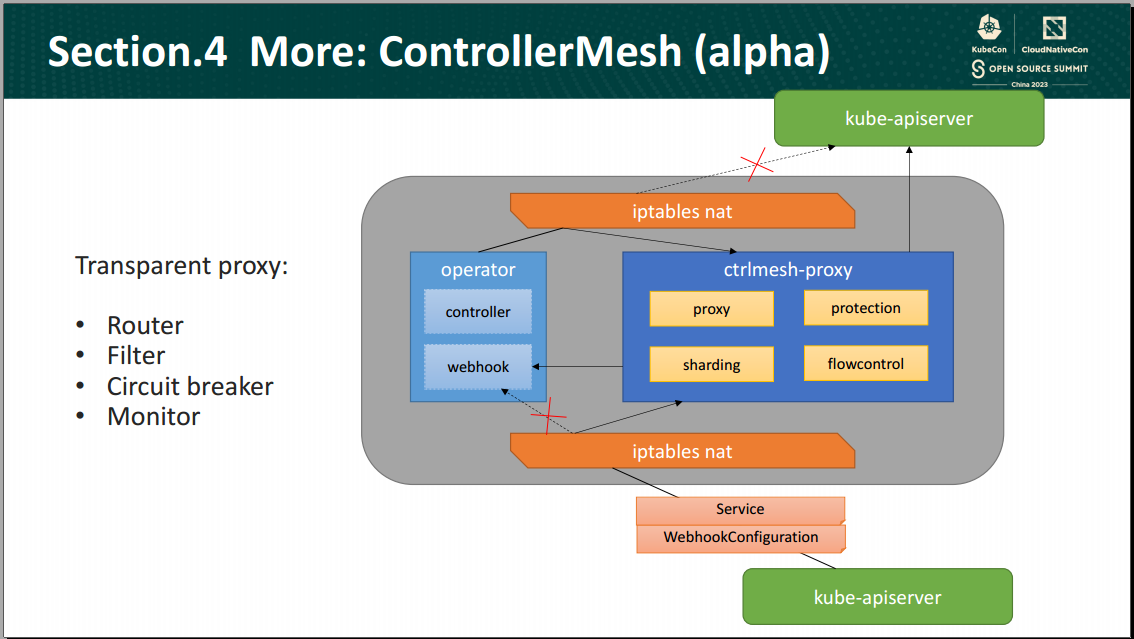 Section.4 More: ControllerMesh (alpha)
KubeCon
CloudNativeCon
OPEN SOURCE SUMMIT
China 2023
kube-apiserver
iptables nat
operator
controller
webhook
ctrlmesh-proxy
proxy
protection
sharding
flowcontrol
Transparent proxy:
• Router
• Filter
• Circuit breaker
• Monitor
iptables nat
Service
WebhookConfiguration
kube-apiserver